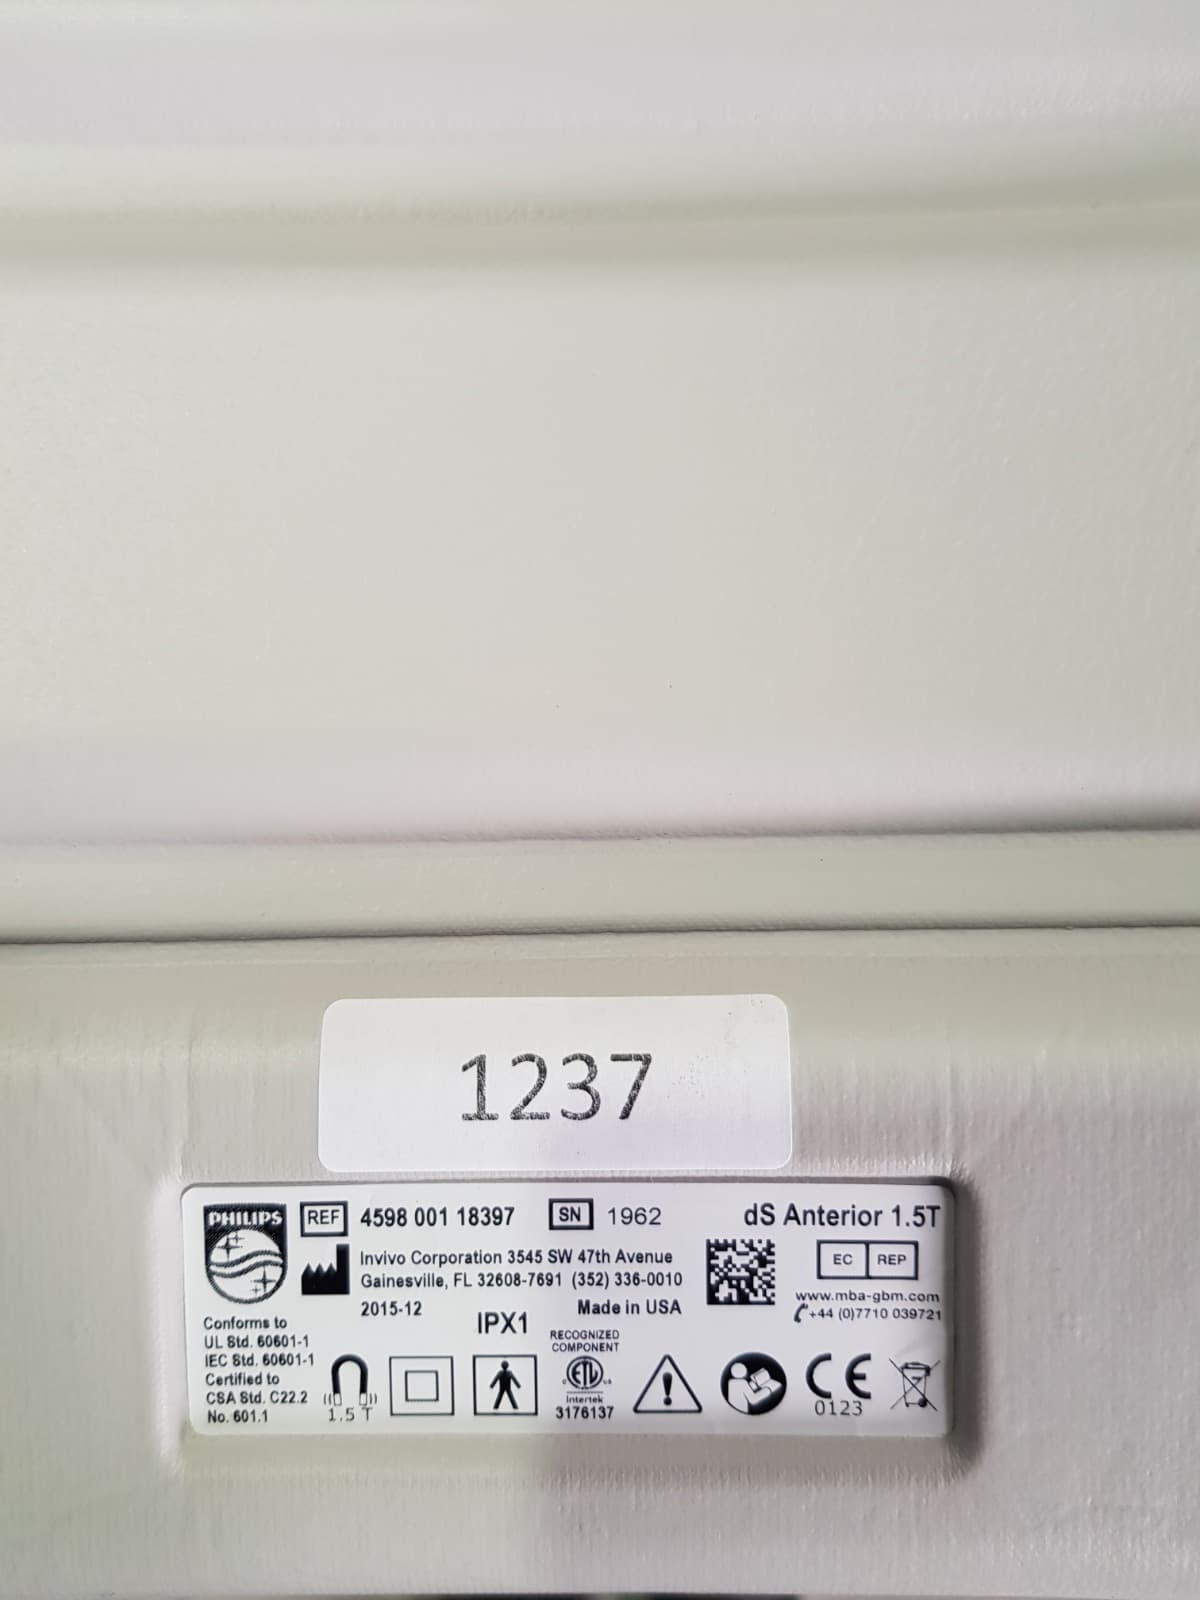 1237
PHILIPS
REF 4598 001 18397 SN 1962 dS Anterior 1.5T
Invivo Corporation 3545 SW 47th Avenue
Gainesville, FL 32608-7691 (352) 336-0010
2015-12 Made in USA
IPX1
EC REP
www.mba-gbm.com
+44 (0)7710 039721
Conforms to
UL Std. 60601-1
IEC Std. 60601-1
Certified to
CSA Std. C22.2
No. 601.1
1.5 T
RECOGNIZED
COMPONENT
ETL
Intertek
3176137
CE
0123